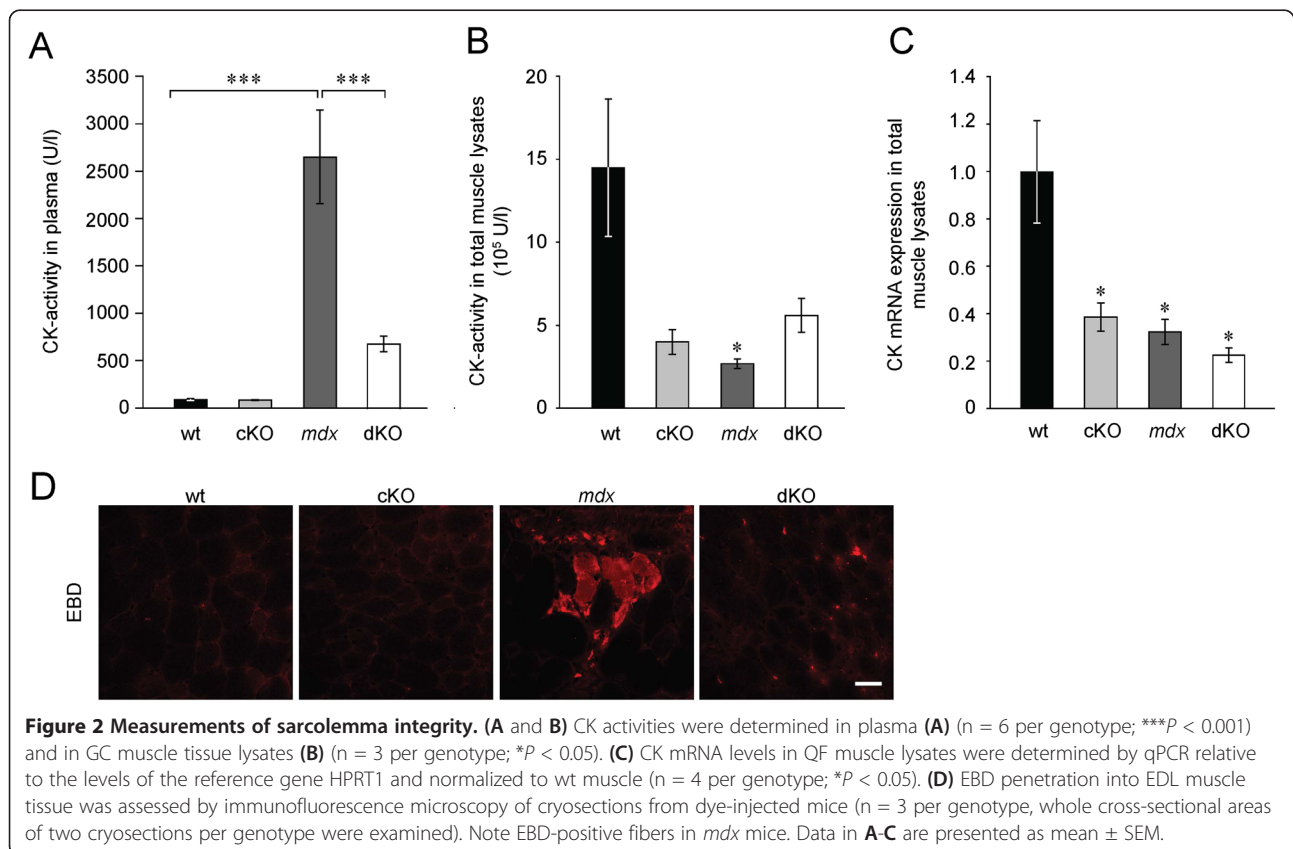 A
CK-activity in plasma (U/l)
3500
3000
2500
2000
1500
1000
500
0
***
***
wt cKO mdx dKO
B
CK-activity in total muscle lysates
(10⁵ U/l)
20
15
10
5
0
*
wt cKO mdx dKO
C
CK mRNA expression in total
muscle lysates
1.4
1.2
1.0
0.8
0.6
0.4
0.2
0
*
*
*
wt cKO mdx dKO
D
wt cKO mdx dKO
EBD
Figure 2 Measurements of sarcolemma integrity. (A and B) CK activities were determined in plasma (A) (n = 6 per genotype; ***P < 0.001)
and in GC muscle tissue lysates (B) (n = 3 per genotype; *P < 0.05). (C) CK mRNA levels in QF muscle lysates were determined by qPCR relative
to the levels of the reference gene HPRT1 and normalized to wt muscle (n = 4 per genotype; *P < 0.05). (D) EBD penetration into EDL muscle
tissue was assessed by immunofluorescence microscopy of cryosections from dye-injected mice (n = 3 per genotype, whole cross-sectional areas
of two cryosections per genotype were examined). Note EBD-positive fibers in mdx mice. Data in A-C are presented as mean ± SEM.